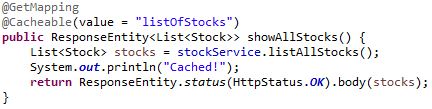 @GetMapping
@Cacheable(value = "listOfStocks")
public ResponseEntity<List<Stock>> showAllStocks() {
    List<Stock> stocks = stockService.listAllStocks();
    System.out.println("Cached!");
    return ResponseEntity.status(HttpStatus.OK).body(stocks);
}